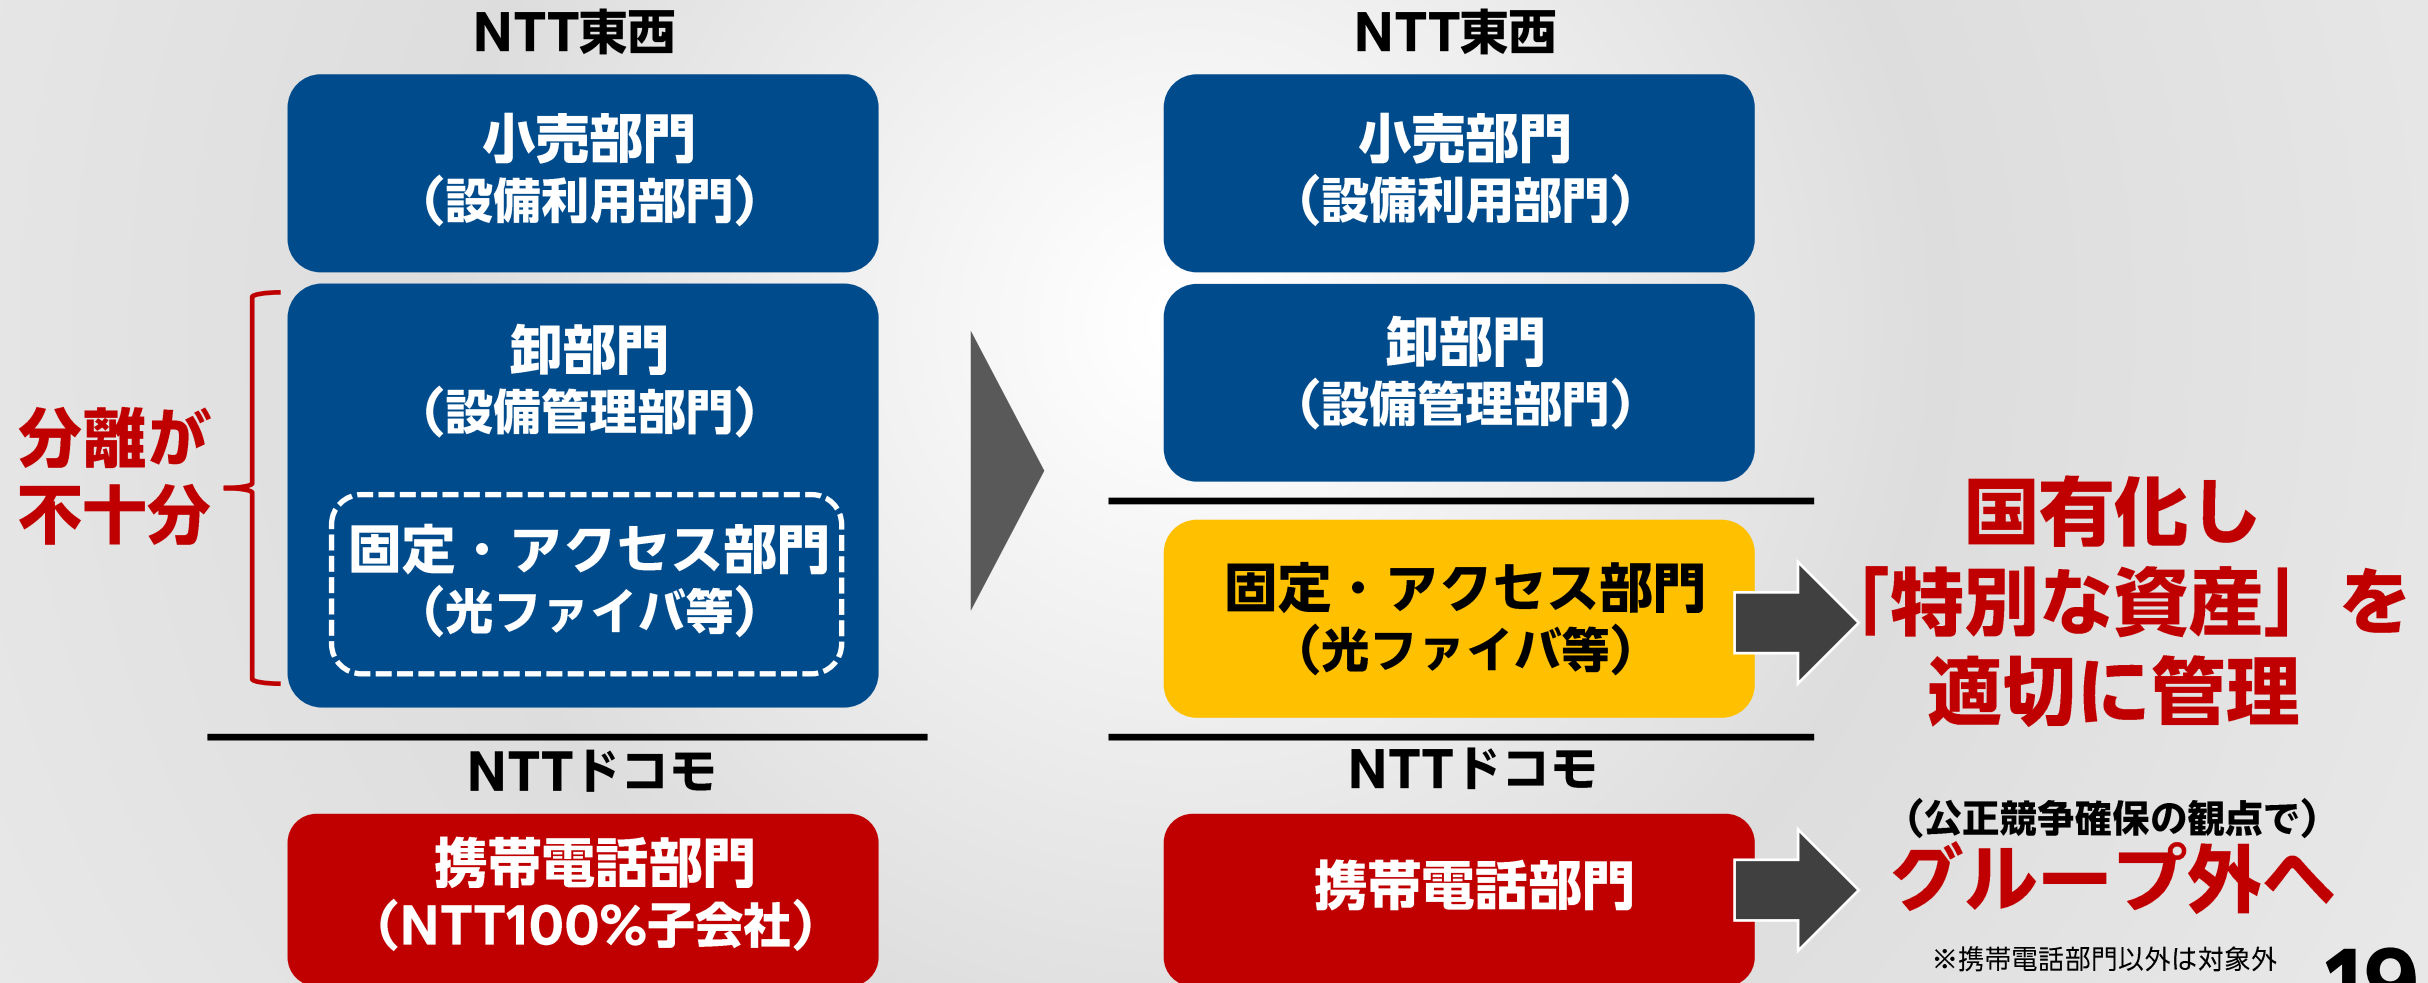 NTT東西
小売部門
（設備利用部門）
卸部門
（設備管理部門）
固定・アクセス部門
（光ファイバ等）
分離が
不十分
NTTドコモ
携帯電話部門
（NTT100%子会社）
NTT東西
小売部門
（設備利用部門）
卸部門
（設備管理部門）
固定・アクセス部門
（光ファイバ等）
国有化し
「特別な資産」を
適切に管理
NTTドコモ
携帯電話部門
（公正競争確保の観点で）
グループ外へ
※携帯電話部門以外は対象外
19